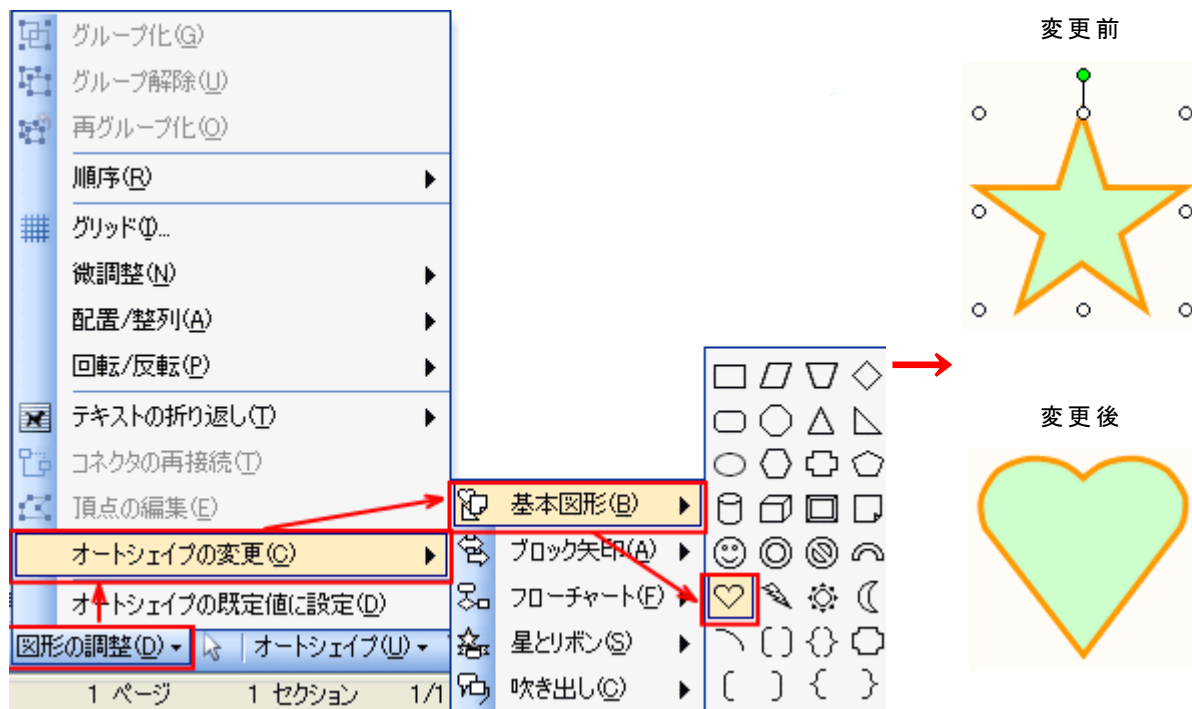 グループ化(G)
グループ解除(U)
再グループ化(O)
順序(R)
グリッド(I)...
微調整(N)
配置/整列(A)
回転/反転(P)
テキストの折り返し(T)
コネクタの再接続(T)
頂点の編集(E)
オートシェイプの変更(C)
オートシェイプの既定値に設定(D)
図形の調整(D)
オートシェイプ(U)
1 ページ 1 セクション 1/1
基本図形(B)
ブロック矢印(A)
フローチャート(F)
星とリボン(S)
吹き出し(C)
変更前
変更後